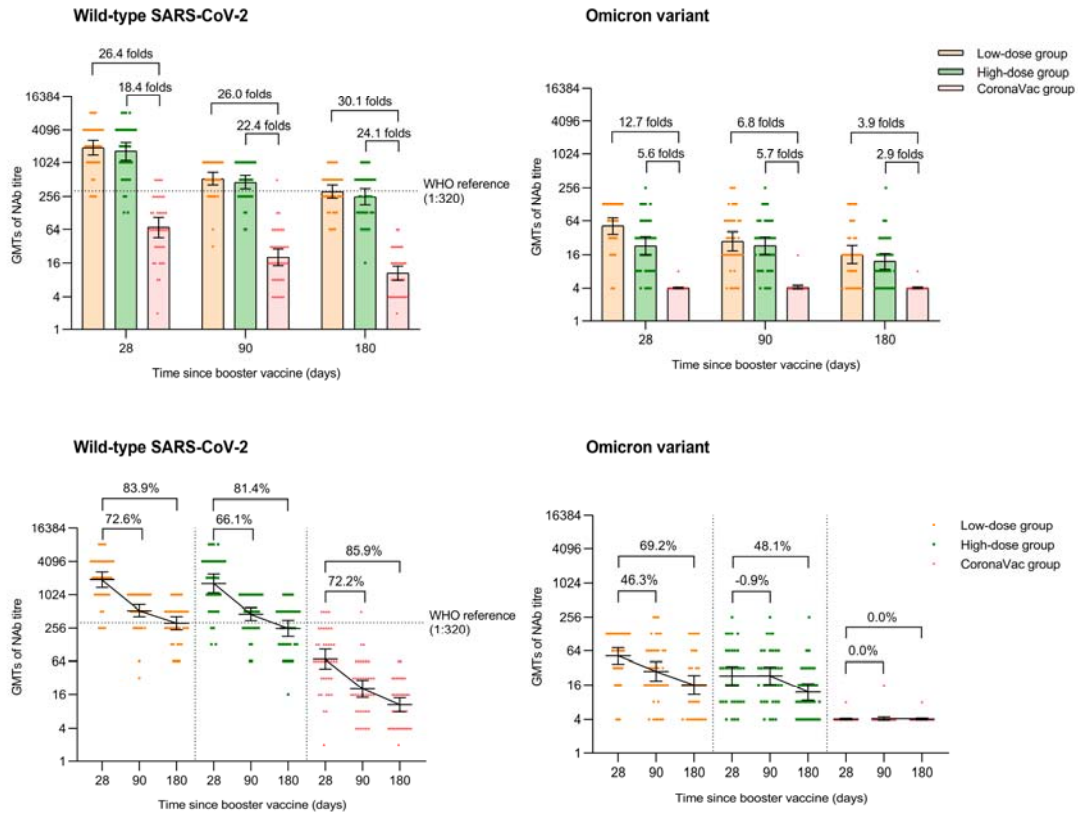 Wild-type SARS-CoV-2
26.4 folds
18.4 folds
26.0 folds
22.4 folds
30.1 folds
24.1 folds
WHO reference
(1:320)
GMTs of NAb titre
16384
4096
1024
256
64
16
4
1
28
90
180
Time since booster vaccine (days)
Omicron variant
Low-dose group
High-dose group
CoronaVac group
12.7 folds
5.6 folds
6.8 folds
5.7 folds
3.9 folds
2.9 folds
GMTs of NAb titre
16384
4096
1024
256
64
16
4
1
28
90
180
Time since booster vaccine (days)
Wild-type SARS-CoV-2
83.9%
72.6%
81.4%
66.1%
85.9%
72.2%
WHO reference
(1:320)
GMTs of NAb titre
16384
4096
1024
256
64
16
4
1
28 90 180 28 90 180 28 90 180
Time since booster vaccine (days)
Omicron variant
Low-dose group
High-dose group
CoronaVac group
69.2%
46.3%
48.1%
-0.9%
0.0%
0.0%
GMTs of NAb titre
16384
4096
1024
256
64
16
4
1
28 90 180 28 90 180 28 90 180
Time since booster vaccine (days)